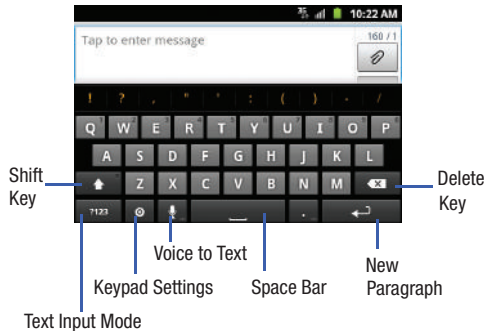 3G 10:22 AM
Tap to enter message 160 / 1
! ? , " ' : ( ) - /
Q W E R T Y U I O P
A S D F G H J K L
Z X C V B N M
?123 .
Shift Key
Delete Key
Voice to Text
Keypad Settings
Space Bar
New Paragraph
Text Input Mode